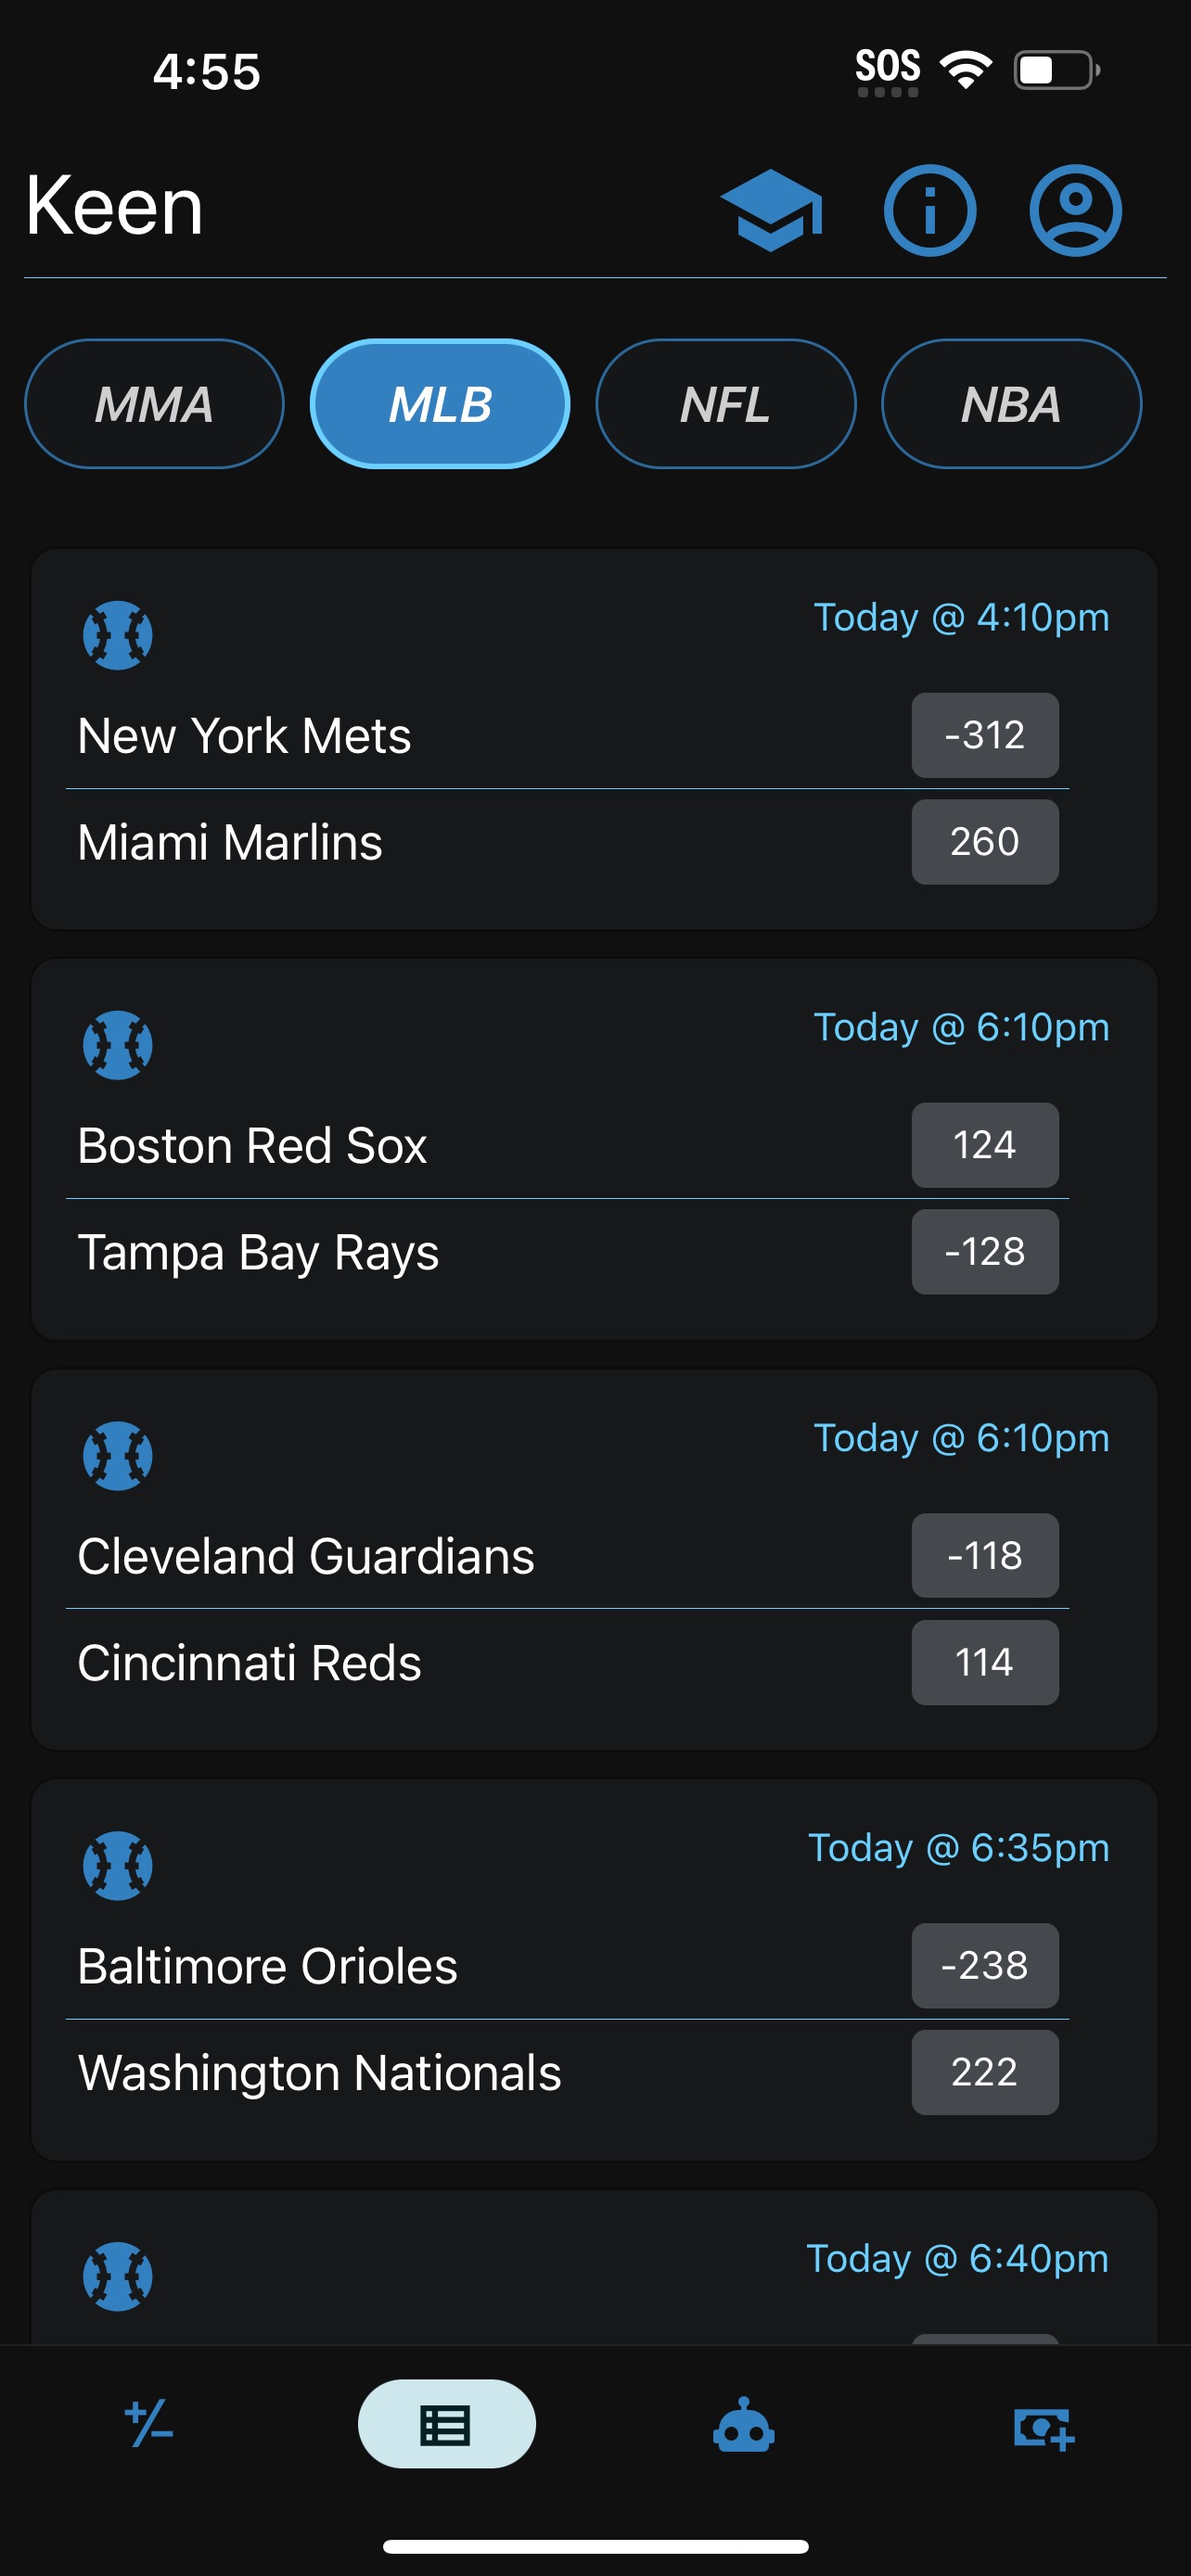 4:55 SOS
Keen
MMA MLB NFL NBA
Today @ 4:10pm
New York Mets -312
Miami Marlins 260
Today @ 6:10pm
Boston Red Sox 124
Tampa Bay Rays -128
Today @ 6:10pm
Cleveland Guardians -118
Cincinnati Reds 114
Today @ 6:35pm
Baltimore Orioles -238
Washington Nationals 222
Today @ 6:40pm